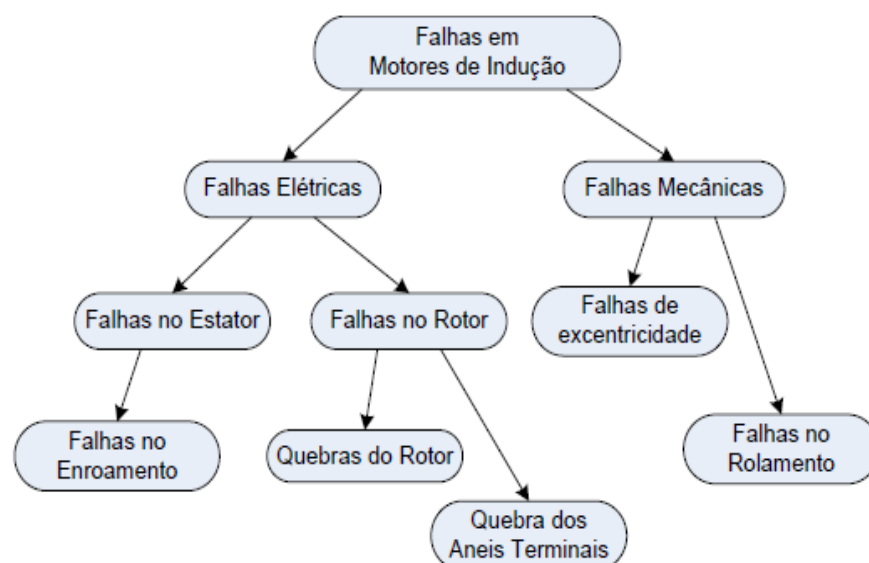 Falhas em
Motores de Indução
Falhas Elétricas
Falhas Mecânicas
Falhas no Estator
Falhas no Rotor
Falhas de
excentricidade
Falhas no
Enroamento
Quebras do Rotor
Falhas no
Rolamento
Quebra dos
Aneis Terminais